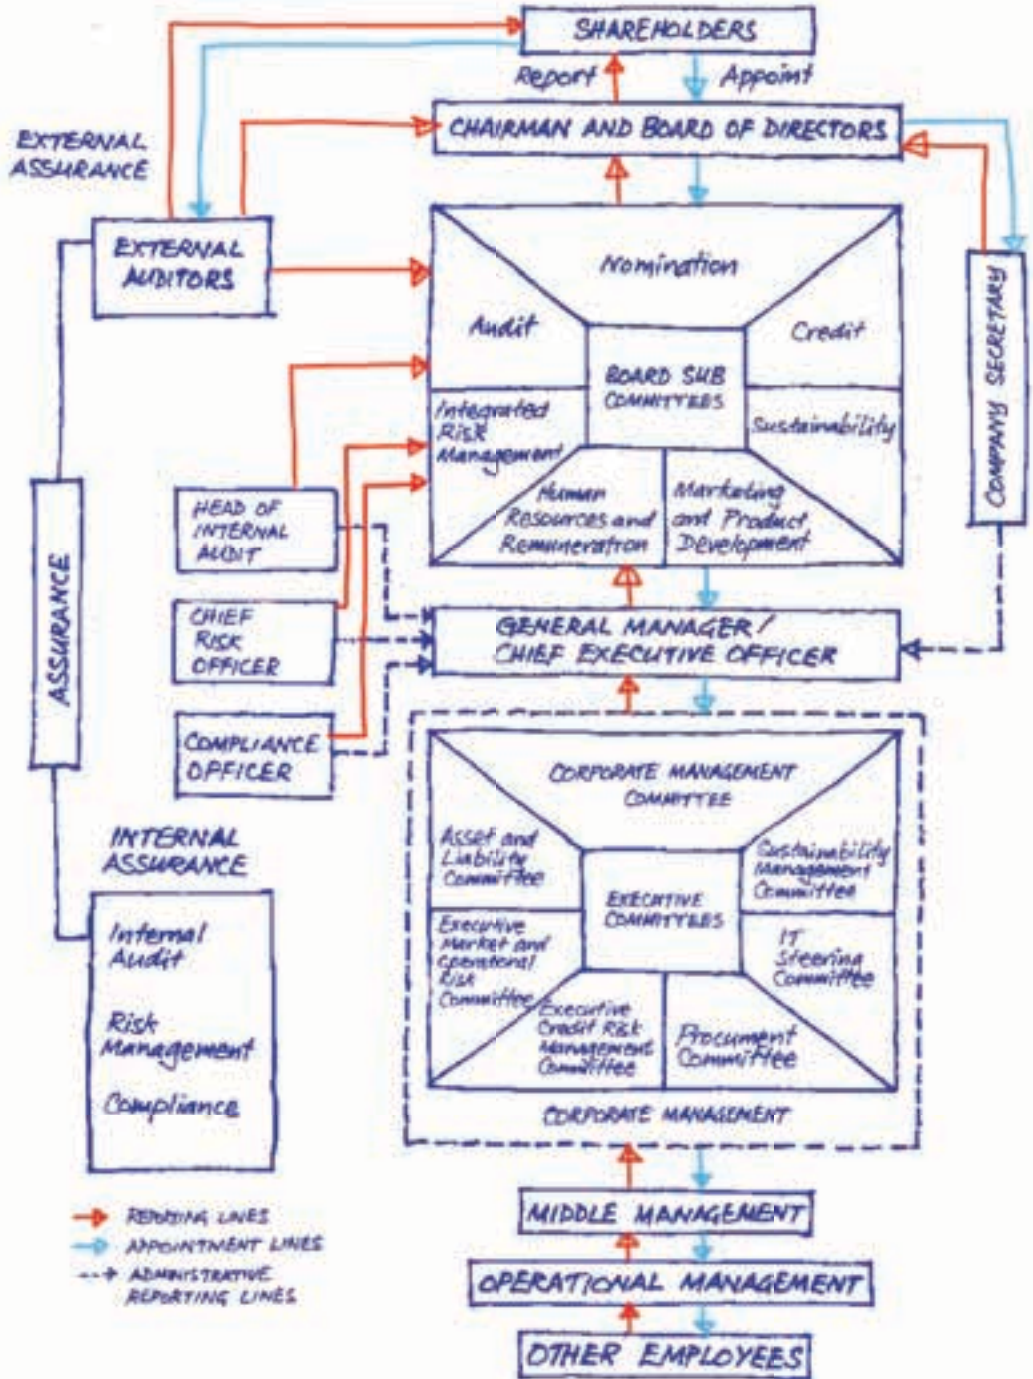 SHAREHOLDERS
Report
Appoint
CHAIRMAN AND BOARD OF DIRECTORS
EXTERNAL
ASSURANCE
EXTERNAL
AUDITORS
Nomination
Audit
Credit
BOARD SUB
COMMITTEES
Integrated
Risk
Management
Sustainability
Human
Resources and
Remuneration
Marketing
and Product
Development
COMPANY SECRETARY
HEAD OF
INTERNAL
AUDIT
CHIEF
RISK
OFFICER
COMPLIANCE
OFFICER
ASSURANCE
GENERAL MANAGER/
CHIEF EXECUTIVE OFFICER
CORPORATE MANAGEMENT
COMMITTEE
Asset and
Liability
Committee
Sustainability
Management
Committee
EXECUTIVE
COMMITTEES
Executive
Market and
Operational
Risk
Committee
IT
Steering
Committee
Executive
Credit Risk
Management
Committee
Procument
Committee
CORPORATE MANAGEMENT
INTERNAL
ASSURANCE
Internal
Audit
Risk
Management
Compliance
REPORTING LINES
APPOINTMENT LINES
ADMINISTRATIVE
REPORTING LINES
MIDDLE MANAGEMENT
OPERATIONAL MANAGEMENT
OTHER EMPLOYEES